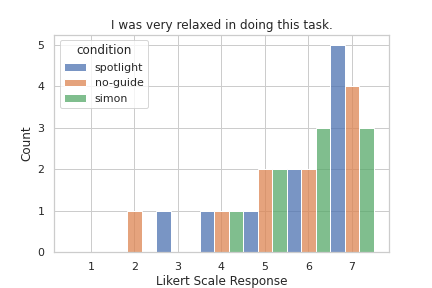 I was very relaxed in doing this task.
condition
spotlight
no-guide
simon
5
4
3
2
1
0
Count
1 2 3 4 5 6 7
Likert Scale Response